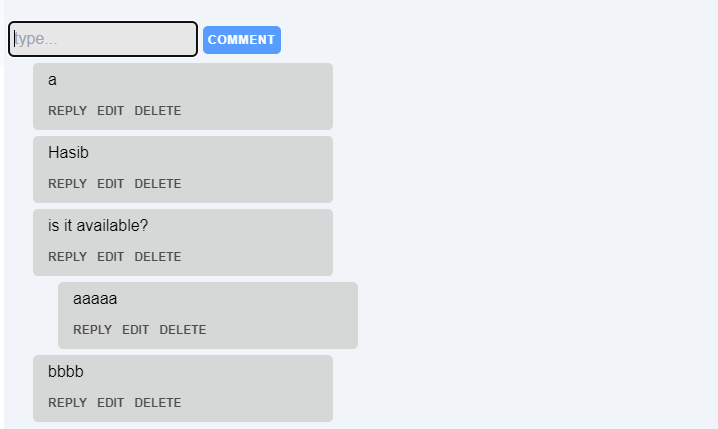 type... COMMENT
a
REPLY EDIT DELETE
Hasib
REPLY EDIT DELETE
is it available?
REPLY EDIT DELETE
aaaaa
REPLY EDIT DELETE
bbbb
REPLY EDIT DELETE